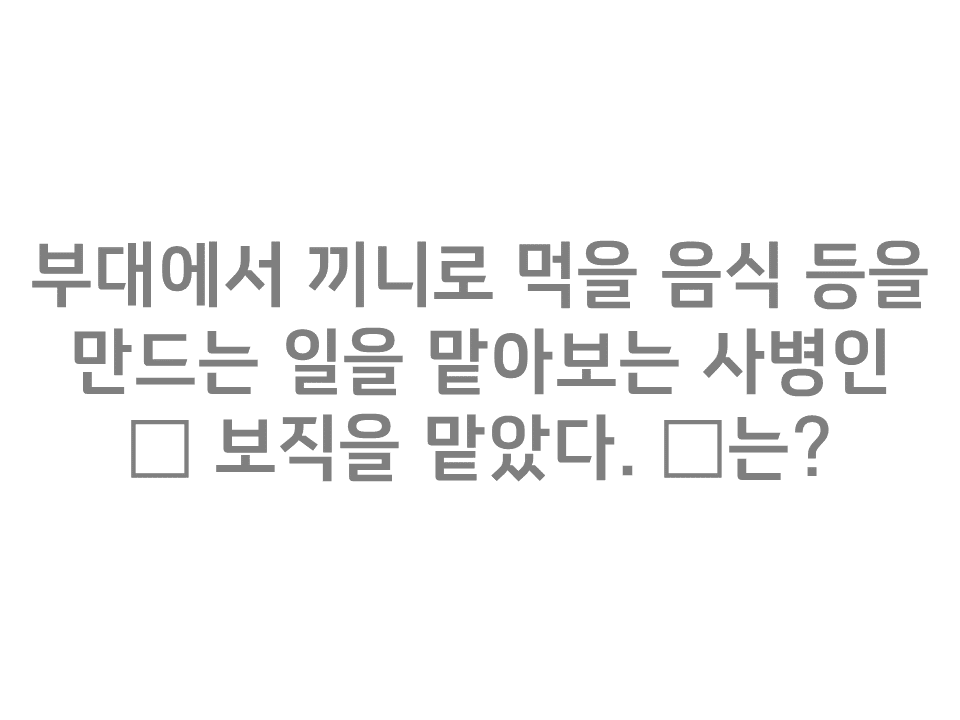 부대에서 끼니로 먹을 음식 등을
만드는 일을 맡아보는 사병인
□ 보직을 맡았다. □는?